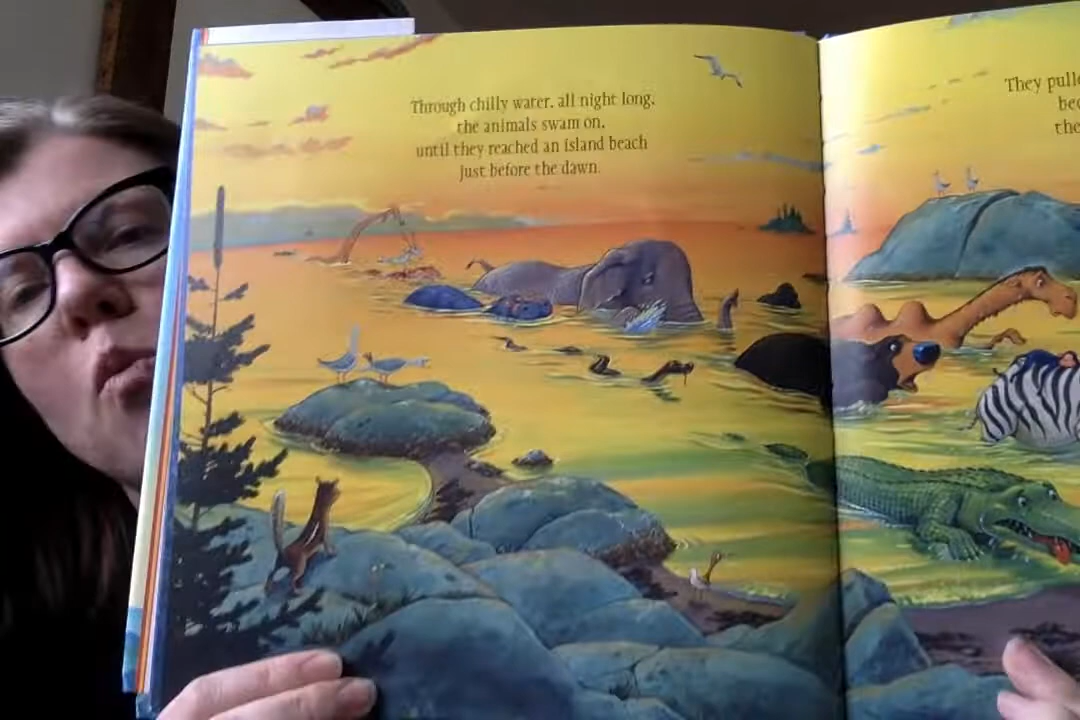 Through chilly water, all night long,
the animals swam on,
until they reached an island beach
just before the dawn.
They pulle
bec
the